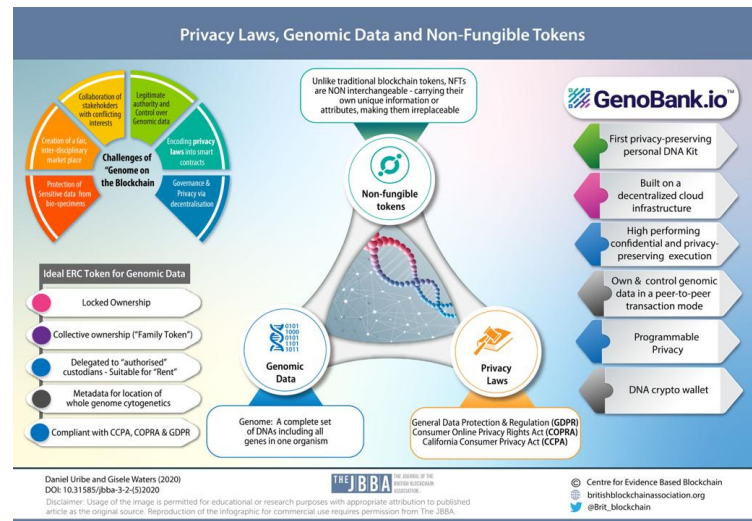 Privacy Laws, Genomic Data and Non-Fungible Tokens
Unlike traditional blockchain tokens, NFTs
are NON interchangeable - carrying their
own unique information or
attributes, making them irreplaceable
Non-fungible
tokens
Protection of
Sensitive data from
bio-specimens
Creation of a fair,
inter-disciplinary
market place
Collaboration of
stakeholders
with conflicting
interests
Legitimate
authority and
Control over
Genomic data
Encoding privacy
laws into smart
contracts
Governance &
Privacy via
decentralisation
Challenges of
"Genome on
the Blockchain
Ideal ERC Token for Genomic Data
Locked Ownership
Collective ownership ("Family Token")
Delegated to "authorised"
custodians - Suitable for "Rent"
Metadata for location of
whole genome cytogenetics
Compliant with CCPA, COPRA & GDPR
0101
1000
0101
1101
1011
Genomic
Data
Genome: A complete set
of DNAs including all
genes in one organism
Privacy
Laws
General Data Protection & Regulation (GDPR)
Consumer Online Privacy Rights Act (COPRA)
California Consumer Privacy Act (CCPA)
GenoBank.io™
First privacy-preserving
personal DNA Kit
Built on a
decentralized cloud
infrastructure
High performing
confidential and privacy-
preserving execution
Own & control genomic
data in a peer-to-peer
transaction mode
Programmable
Privacy
DNA crypto wallet
Daniel Uribe and Gisele Waters (2020)
DOI: 10.31585/jbba-3-2-(5)2020
THE JBBA
THE JOURNAL OF THE
BRITISH BLOCKCHAIN
ASSOCIATION
Disclaimer: Usage of the image is permitted for educational or research purposes with appropriate attribution to published
article as the original source. Reproduction of the infographic for commercial use requires permission from The JBBA.
© Centre for Evidence Based Blockchain
britishblockchainassociation.org
@Brit_blockchain